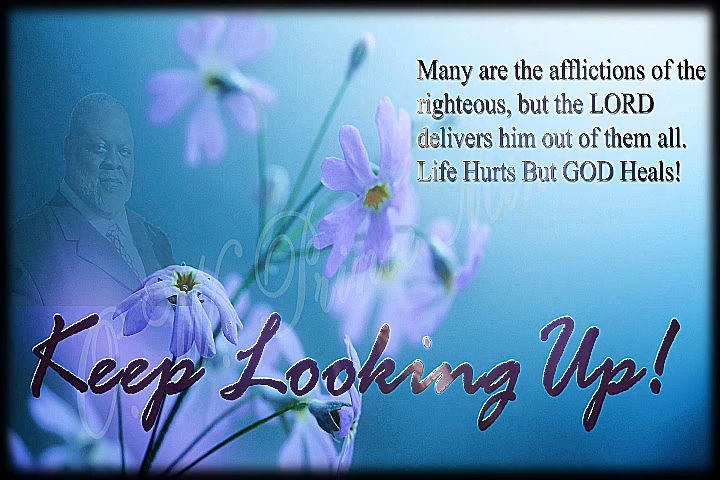 Many are the afflictions of the
righteous, but the LORD
delivers him out of them all.
Life Hurts But GOD Heals!
Keep Looking Up!